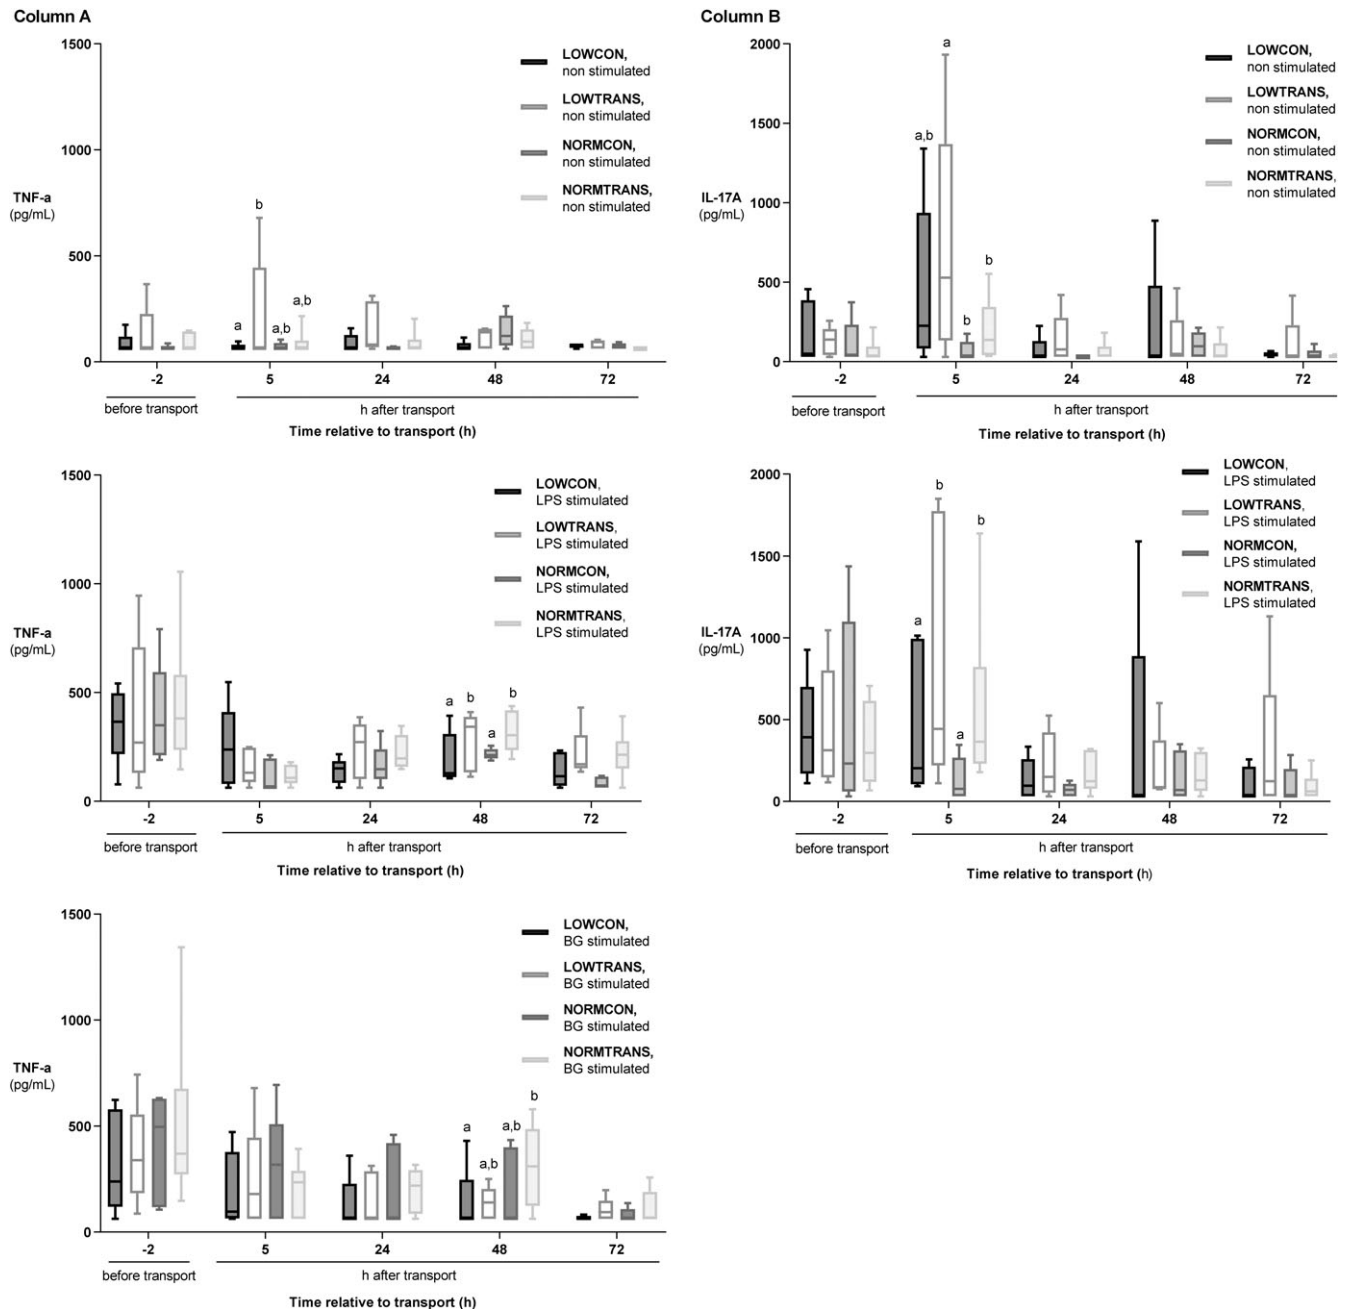 Column A
1500
1000
500
0
TNF-a
(pg/mL)
LOWCON,
non stimulated
LOWTRANS,
non stimulated
NORMCON,
non stimulated
NORMTRANS,
non stimulated
a
b
a,b
a,b
-2
5
24
48
72
before transport
h after transport
Time relative to transport (h)
Column B
2000
1500
1000
500
0
IL-17A
(pg/mL)
LOWCON,
non stimulated
LOWTRANS,
non stimulated
NORMCON,
non stimulated
NORMTRANS,
non stimulated
a,b
a
b
b
-2
5
24
48
72
before transport
h after transport
Time relative to transport (h)
1500
1000
500
0
TNF-a
(pg/mL)
LOWCON,
LPS stimulated
LOWTRANS,
LPS stimulated
NORMCON,
LPS stimulated
NORMTRANS,
LPS stimulated
a
b
a
b
-2
5
24
48
72
before transport
h after transport
Time relative to transport (h)
2000
1500
1000
500
0
IL-17A
(pg/mL)
LOWCON,
LPS stimulated
LOWTRANS,
LPS stimulated
NORMCON,
LPS stimulated
NORMTRANS,
LPS stimulated
a
b
a
b
-2
5
24
48
72
before transport
h after transport
Time relative to transport (h)
1500
1000
500
0
TNF-a
(pg/mL)
LOWCON,
BG stimulated
LOWTRANS,
BG stimulated
NORMCON,
BG stimulated
NORMTRANS,
BG stimulated
a
a,b
a,b
b
-2
5
24
48
72
before transport
h after transport
Time relative to transport (h)